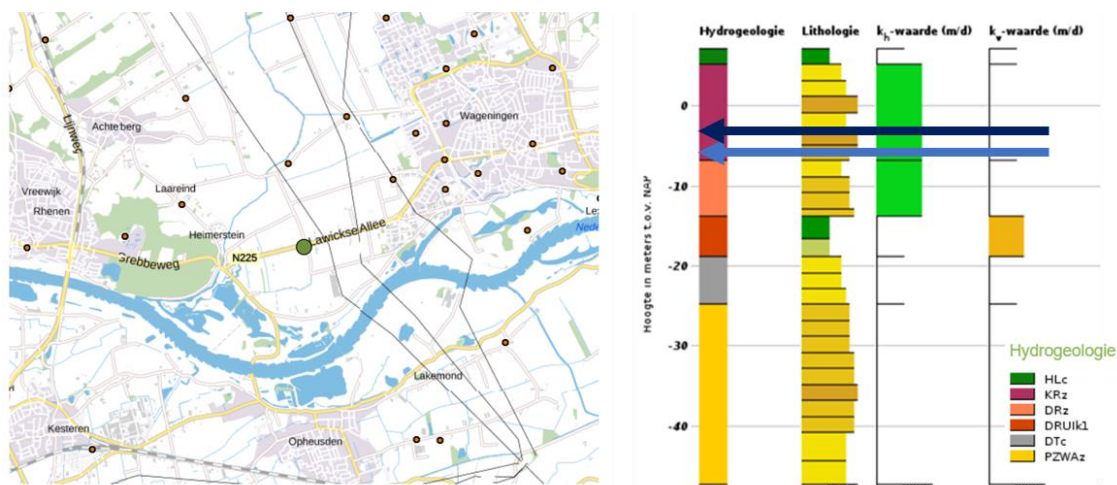 Achterberg
Lijnweg
Wageningen
Vreewijk
Rhenen
Laareind
Heimerstein
Lawickse Allee
N225
Grebbeweg
Lakemond
Kesteren
Opheusden
Hydrogeologie
Lithologie
kh-waarde (m/d)
kv-waarde (m/d)
Hoogte in meters t.o.v. NAP
0
-10
-20
-30
-40
Hydrogeologie
HLc
KRz
DRz
DRUIk1
DTc
PZWAz